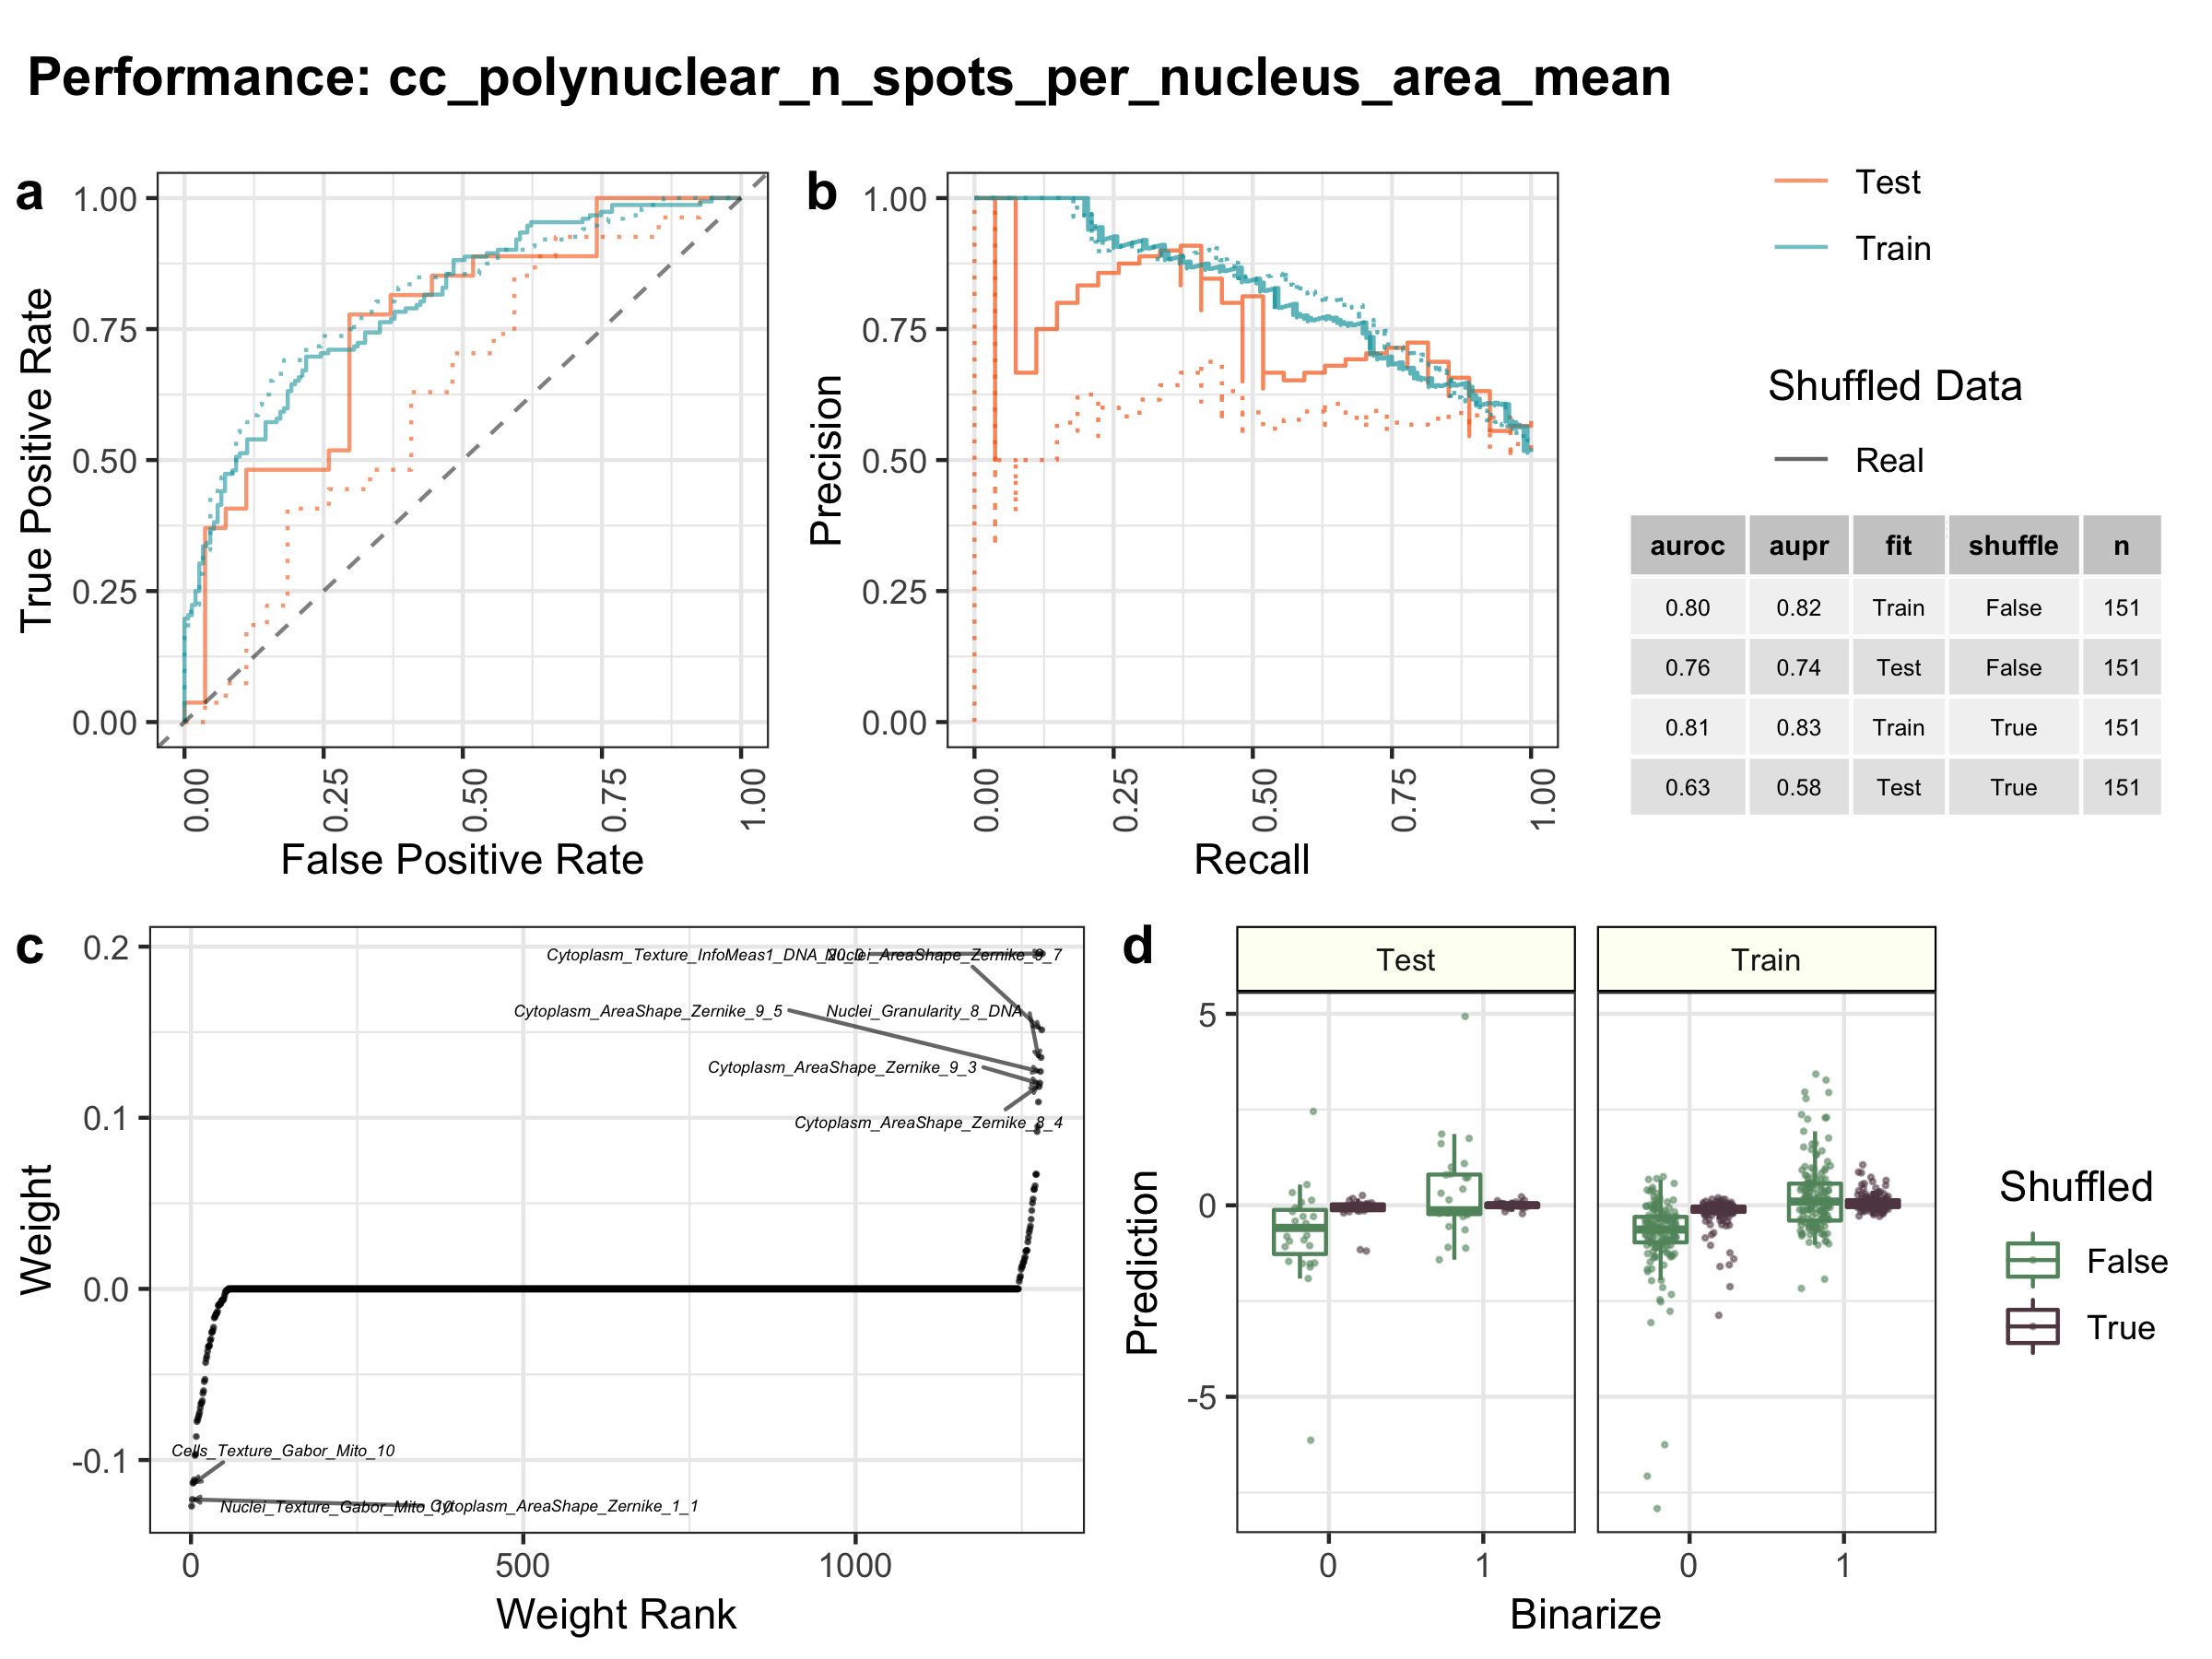 Performance: cc_polynuclear_n_spots_per_nucleus_area_mean
a
True Positive Rate
1.00
0.75
0.50
0.25
0.00
0.00
0.25
0.50
0.75
1.00
False Positive Rate
b
Precision
1.00
0.75
0.50
0.25
0.00
0.00
0.25
0.50
0.75
1.00
Recall
Test
Train
Shuffled Data
Real
auroc aupr fit shuffle n
0.80 0.82 Train False 151
0.76 0.74 Test False 151
0.81 0.83 Train True 151
0.63 0.58 Test True 151
c
Weight
0.2
0.1
0.0
-0.1
Nuclei_AreaShape_Zernike_9_7
Cytoplasm_AreaShape_Zernike_9_5
Nuclei_Granularity_8_DNA
Cytoplasm_AreaShape_Zernike_9_3
Cytoplasm_AreaShape_Zernike_8_4
Cells_Texture_Gabor_Mito_10
Nuclei_Texture_Gabor_Mito_10
Cytoplasm_AreaShape_Zernike_1_1
0
500
1000
Weight Rank
d
Test
Train
Prediction
5
0
-5
0
1
0
1
Binarize
Shuffled
False
True